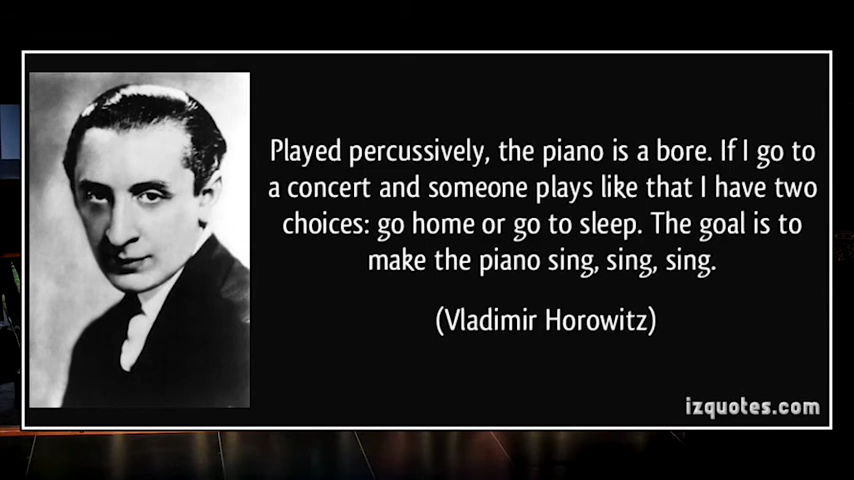 Played percussively, the piano is a bore. If I go to
a concert and someone plays like that I have two
choices: go home or go to sleep. The goal is to
make the piano sing, sing, sing.
(Vladimir Horowitz)
izquotes.com